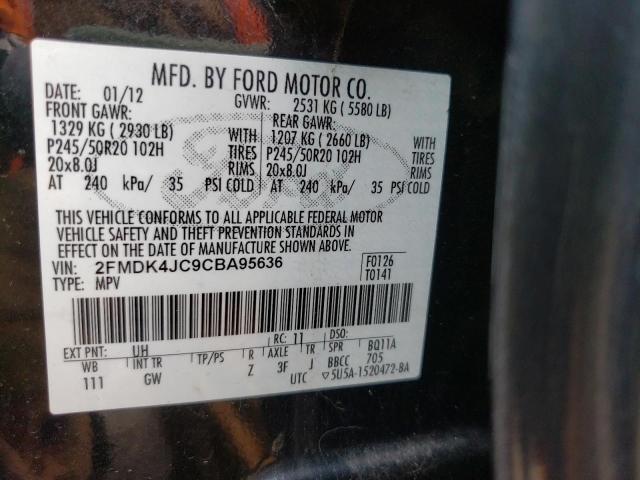 MFD. BY FORD MOTOR CO.
DATE: 01/12 GVWR: 2531 KG ( 5580 LB)
FRONT GAWR: REAR GAWR:
1329 KG ( 2930 LB) WITH 1207 KG ( 2660 LB) WITH
P245/50R20 102H TIRES P245/50R20 102H TIRES
20x8.0J RIMS 20x8.0J RIMS
AT 240 kPa/ 35 PSI COLD AT 240 kPa/ 35 PSI COLD
THIS VEHICLE CONFORMS TO ALL APPLICABLE FEDERAL MOTOR
VEHICLE SAFETY AND THEFT PREVENTION STANDARDS IN
EFFECT ON THE DATE OF MANUFACTURE SHOWN ABOVE.
VIN: 2FMDK4JC9CBA95636 F0126
TYPE: MPV T0141
RC: 11 DSO:
EXT PNT: UH
WB INT TR TP/PS R AXLE TR SPR BQ11A
111 GW Z 3F J BBCC 705
UTC ▽5U5A-1520472-BA
Ford